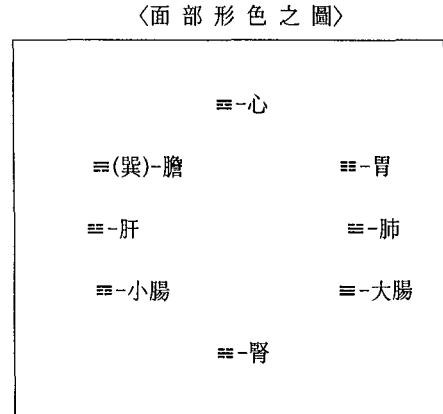 〈面 部 形 色 之 圖〉
☲-心
☴(巽)-膽 ☷-胃
☳-肝 ☱-肺
☶-小腸 ☰-大腸
☵-腎